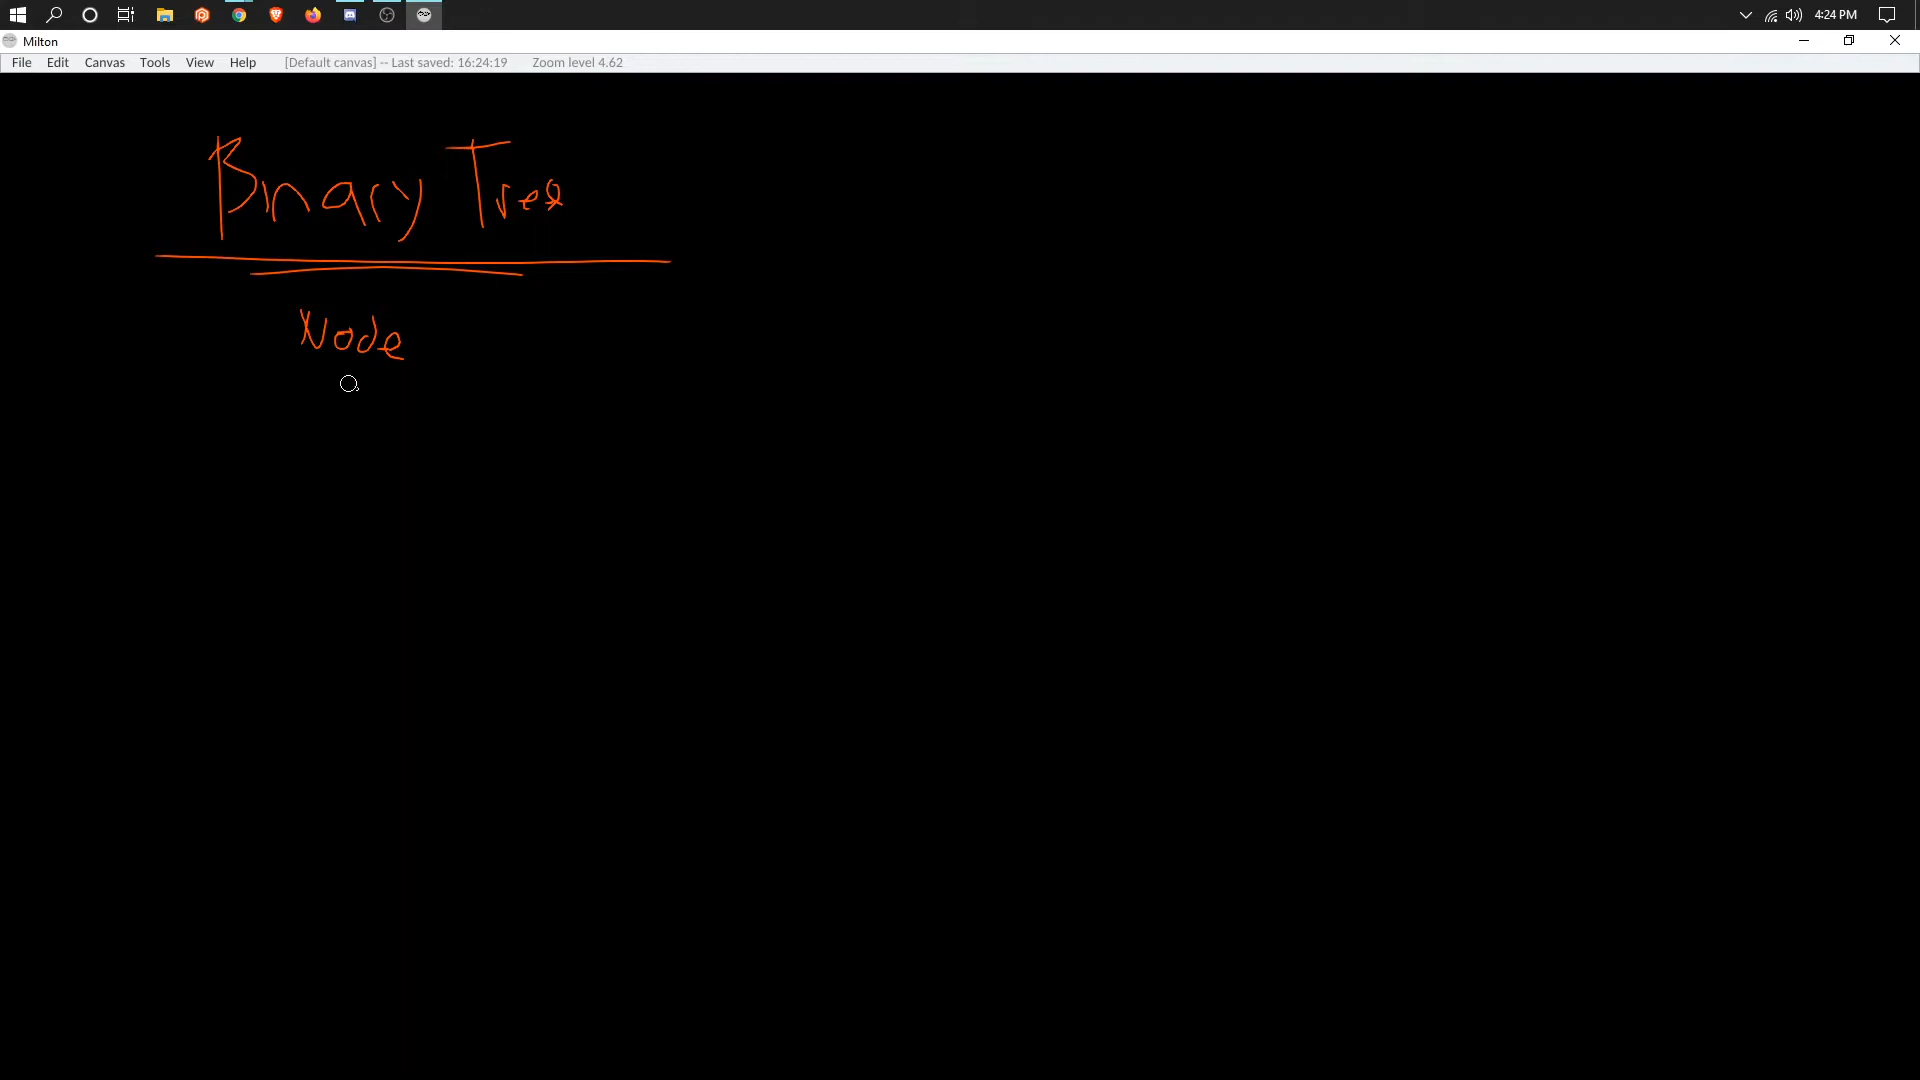 4:24 PM
Milton
File Edit Canvas Tools View Help [Default canvas] -- Last saved: 16:24:19 Zoom level 4.62
Binary Tree
Node